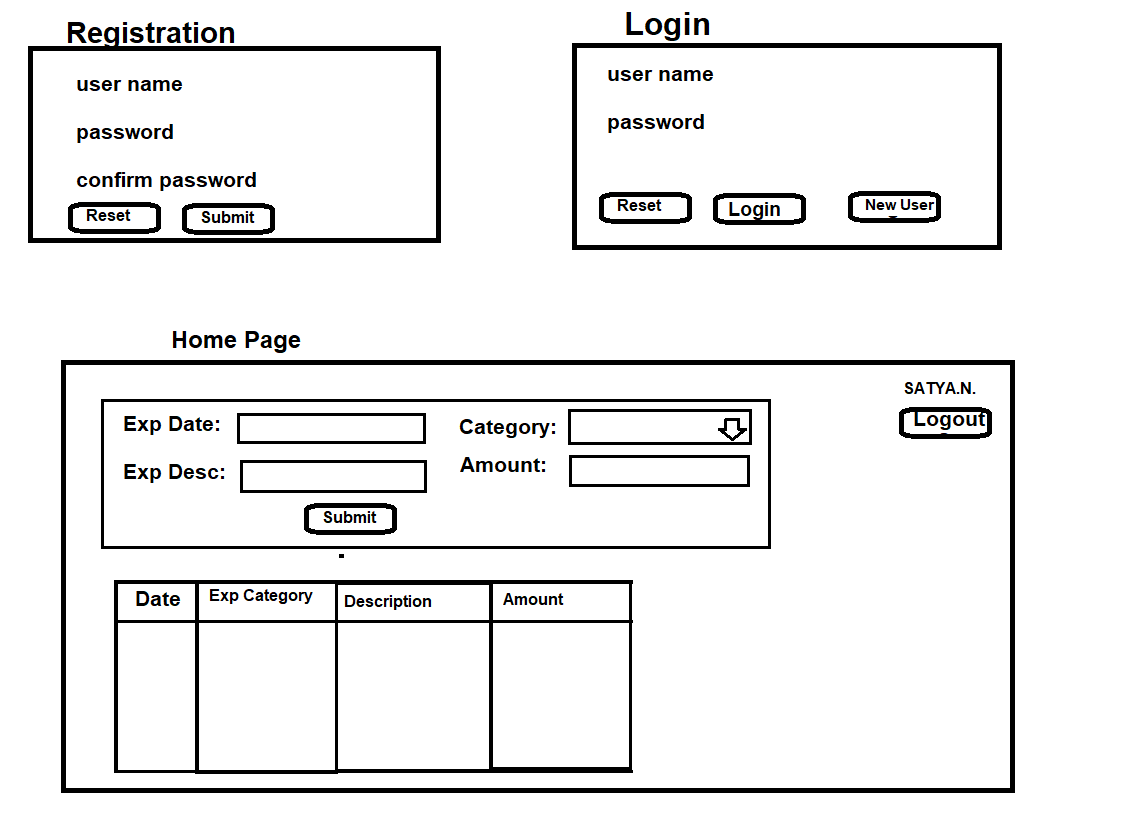 Registration
user name
password
confirm password
Reset Submit
Login
user name
password
Reset Login New User
Home Page
SATYA.N.
Logout
Exp Date: Category:
Exp Desc: Amount:
Submit
Date Exp Category Description Amount